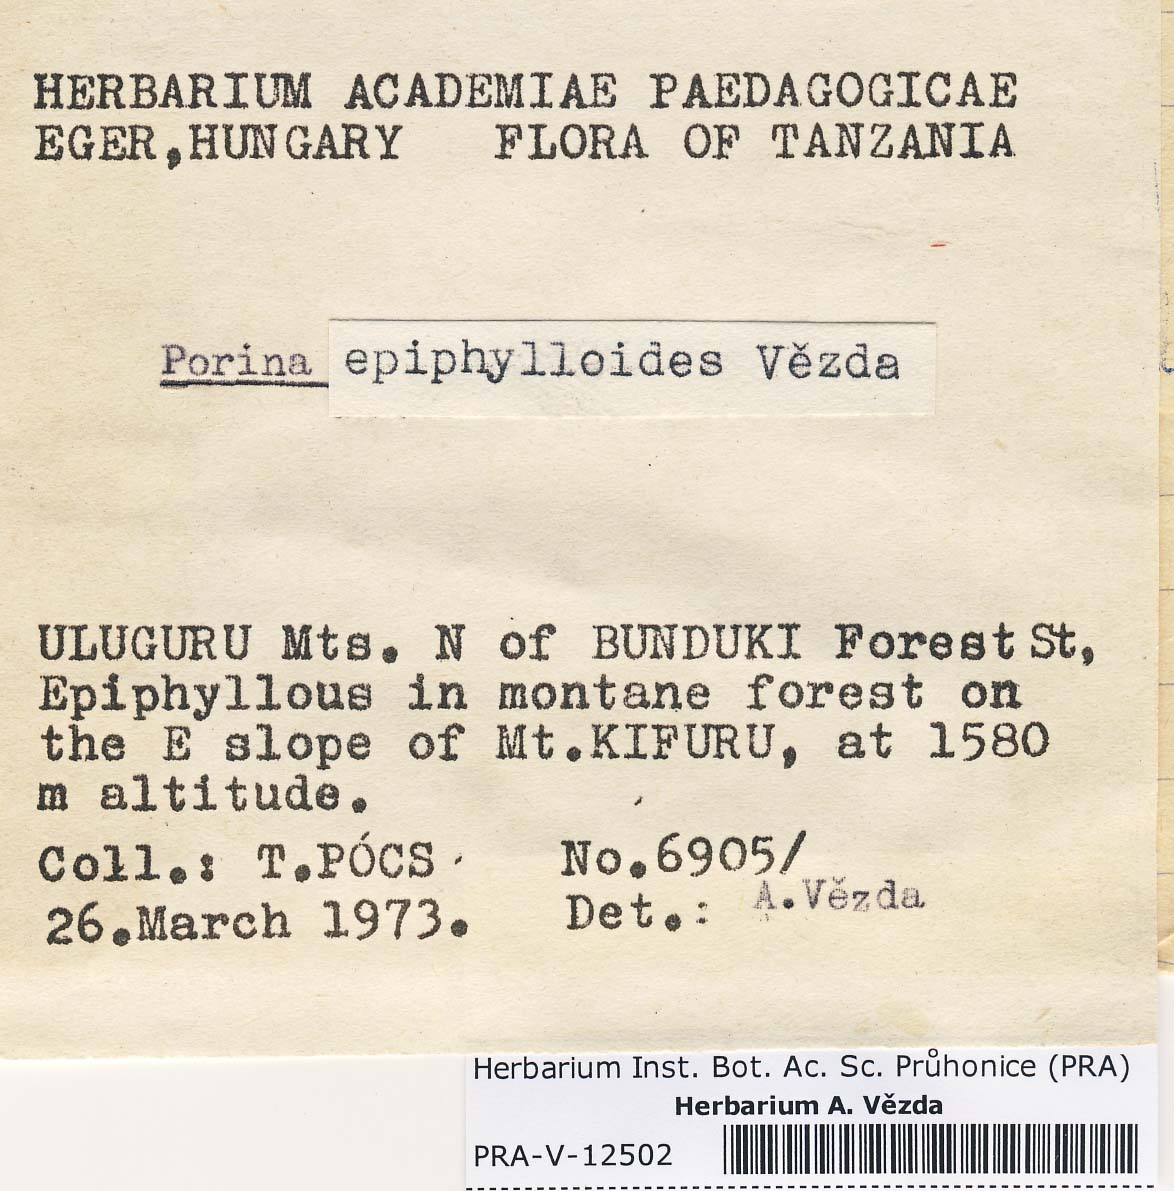 HERBARIUM ACADEMIAE PAEDAGOGICAE
EGER,HUNGARY FLORA OF TANZANIA
Porina epiphylloides Vězda
ULUGURU Mts. N of BUNDUKI Forest St,
Epiphyllous in montane forest on
the E slope of Mt.KIFURU, at 1580
m altitude.
Coll.: T.PÓCS No.6905/
26.March 1973. Det.: A.Vězda
Herbarium Inst. Bot. Ac. Sc. Průhonice (PRA)
Herbarium A. Vězda
PRA-V-12502